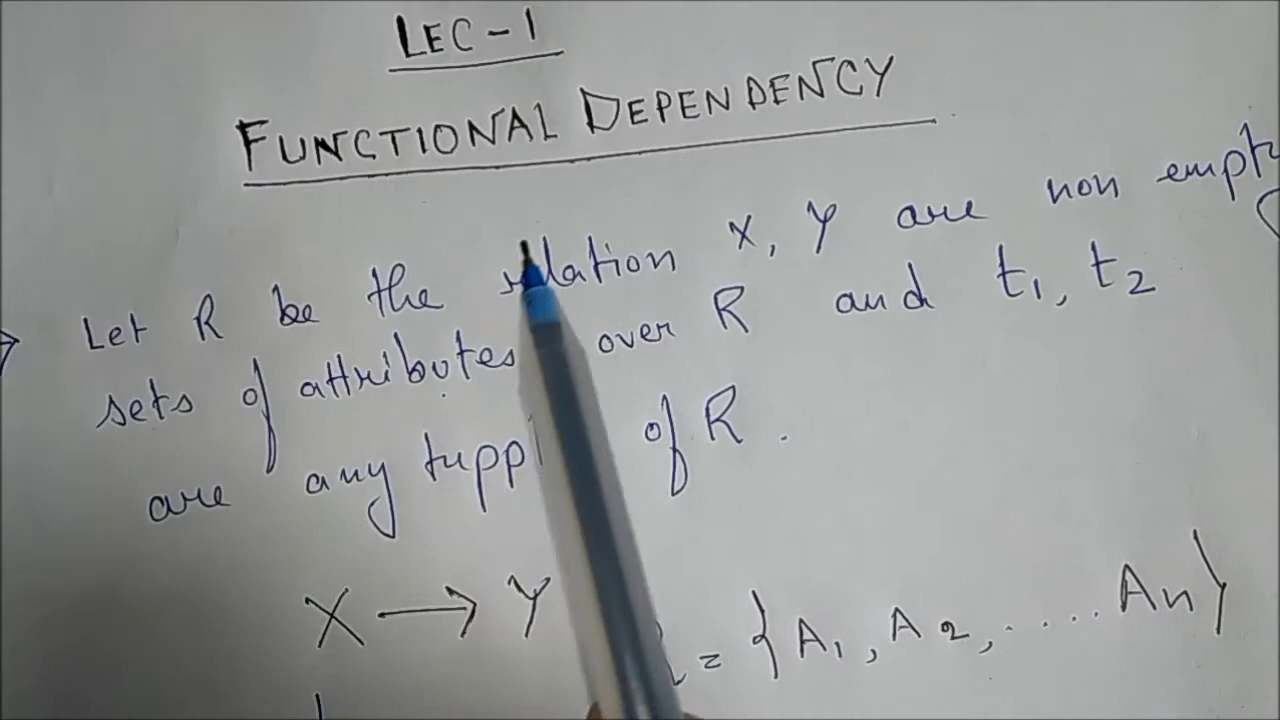 LEC-1
FUNCTIONAL DEPENDENCY
Let R be the relation X, Y are non empty
sets of attributes over R and t1, t2
are any of R.
X → Y
= {A1, A2, .... An}